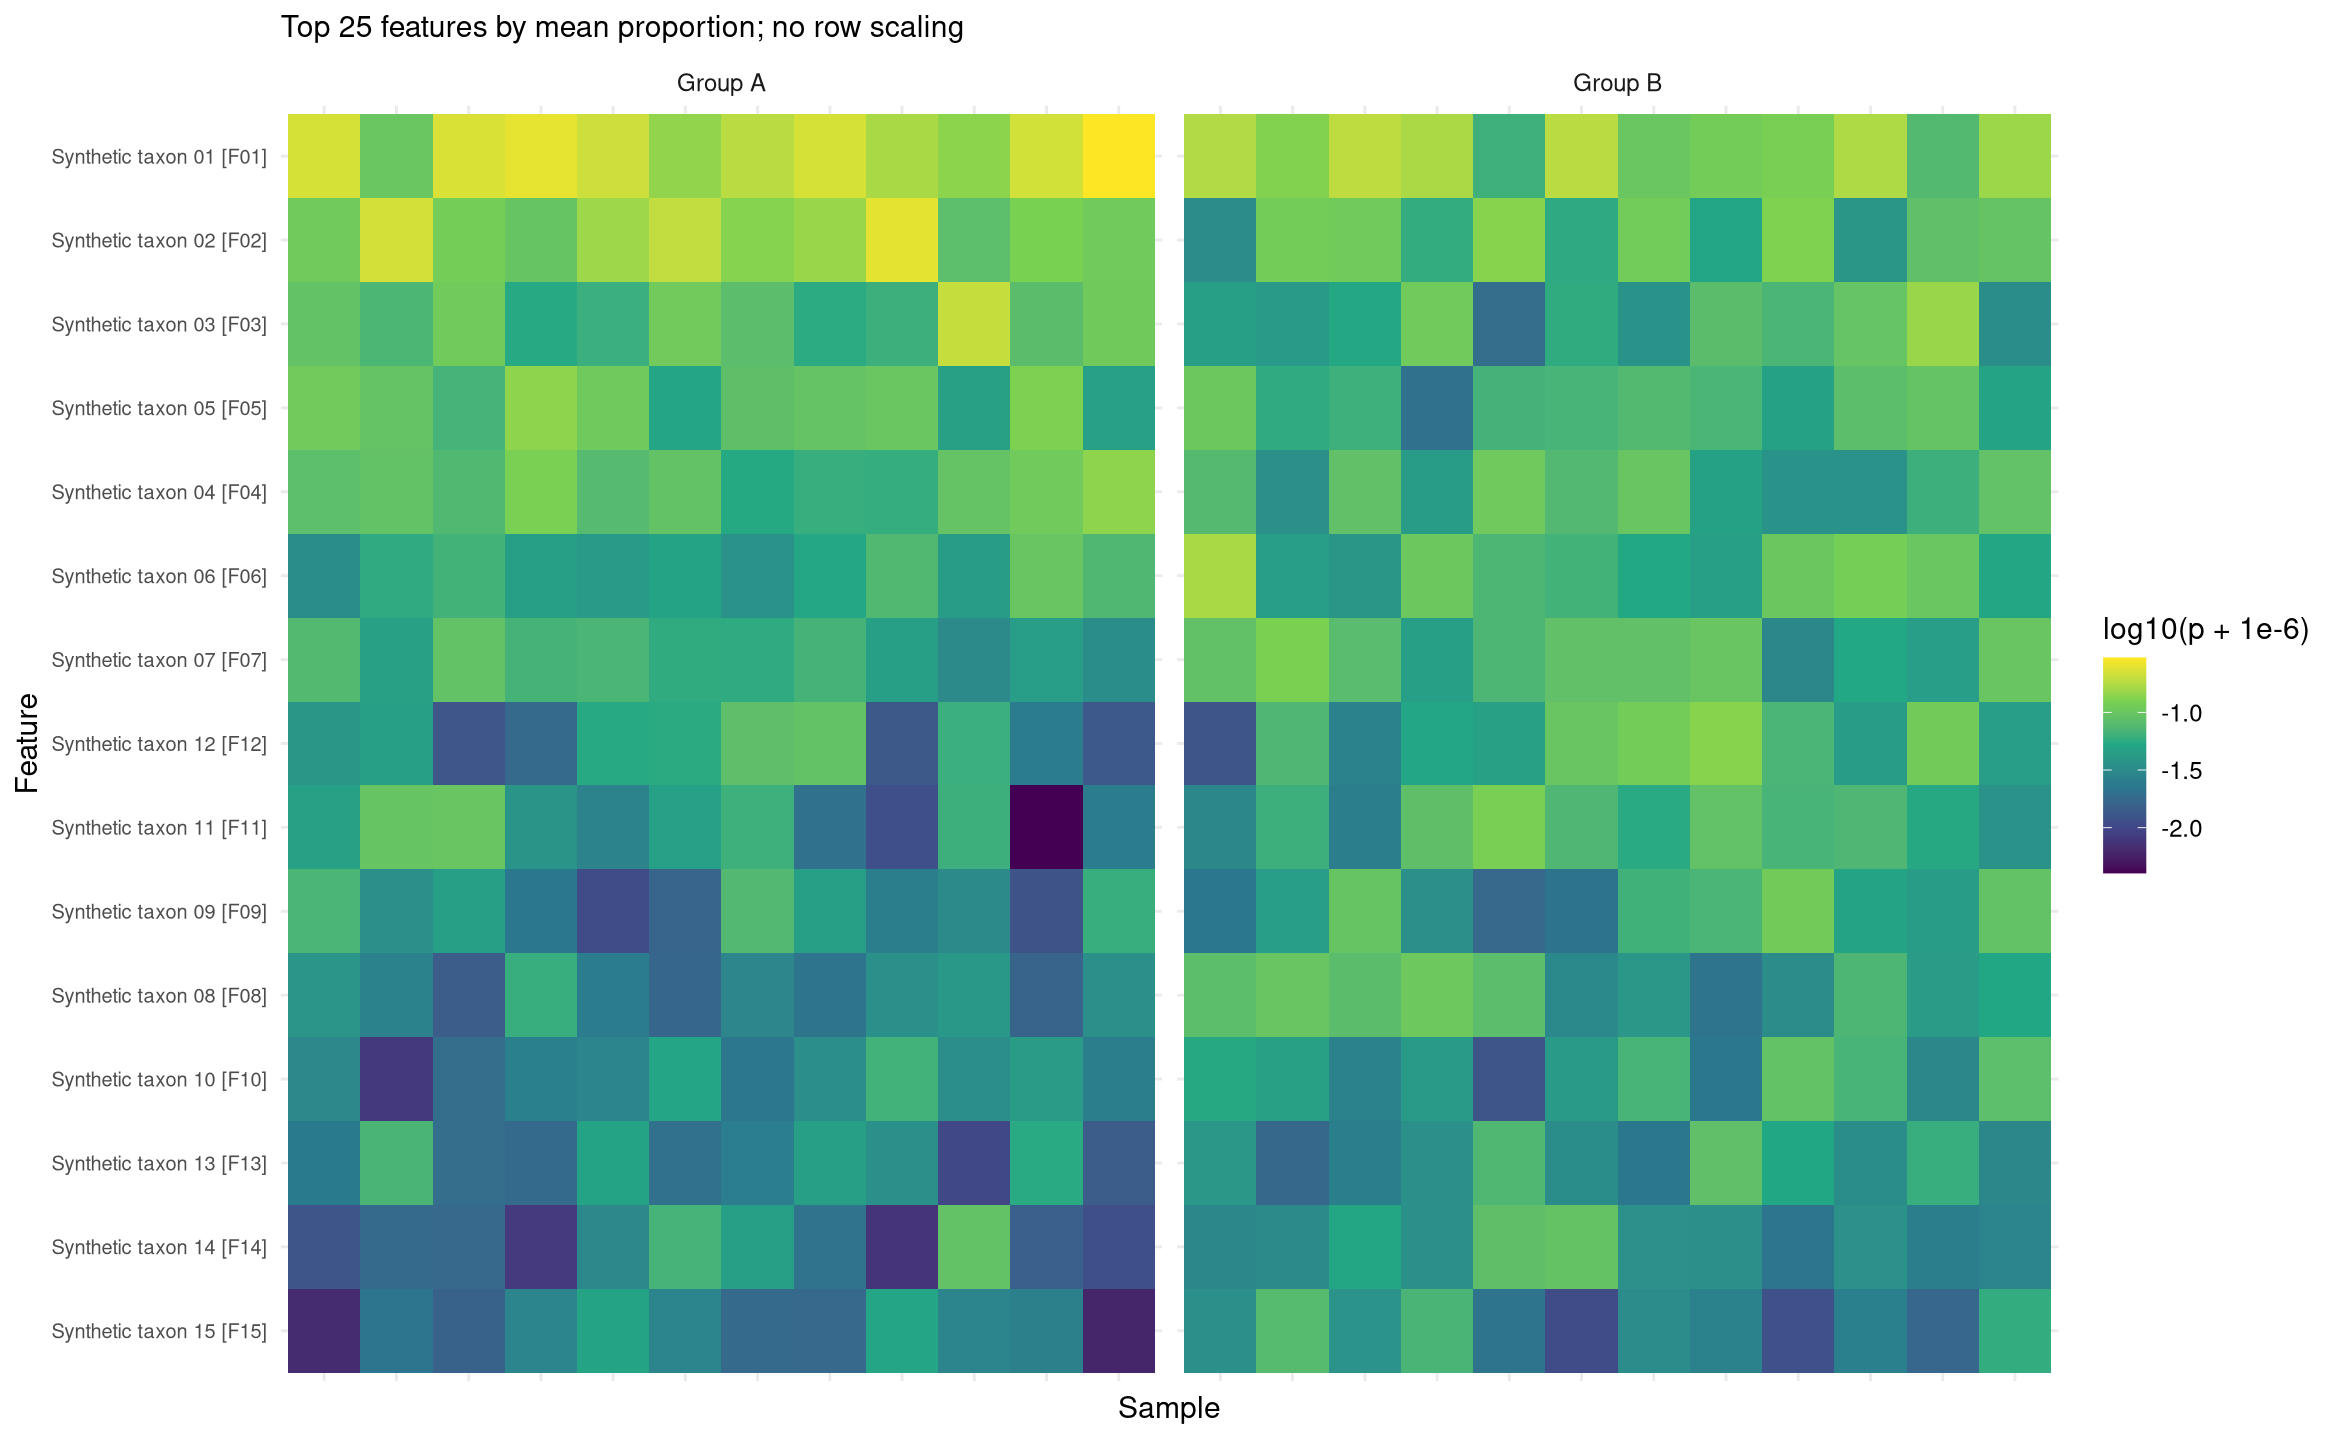 Top 25 features by mean proportion; no row scaling
Group A
Group B
Synthetic taxon 01 [F01]
Synthetic taxon 02 [F02]
Synthetic taxon 03 [F03]
Synthetic taxon 05 [F05]
Synthetic taxon 04 [F04]
Synthetic taxon 06 [F06]
Synthetic taxon 07 [F07]
Synthetic taxon 12 [F12]
Synthetic taxon 11 [F11]
Synthetic taxon 09 [F09]
Synthetic taxon 08 [F08]
Synthetic taxon 10 [F10]
Synthetic taxon 13 [F13]
Synthetic taxon 14 [F14]
Synthetic taxon 15 [F15]
Feature
Sample
log10(p + 1e-6)
-1.0
-1.5
-2.0